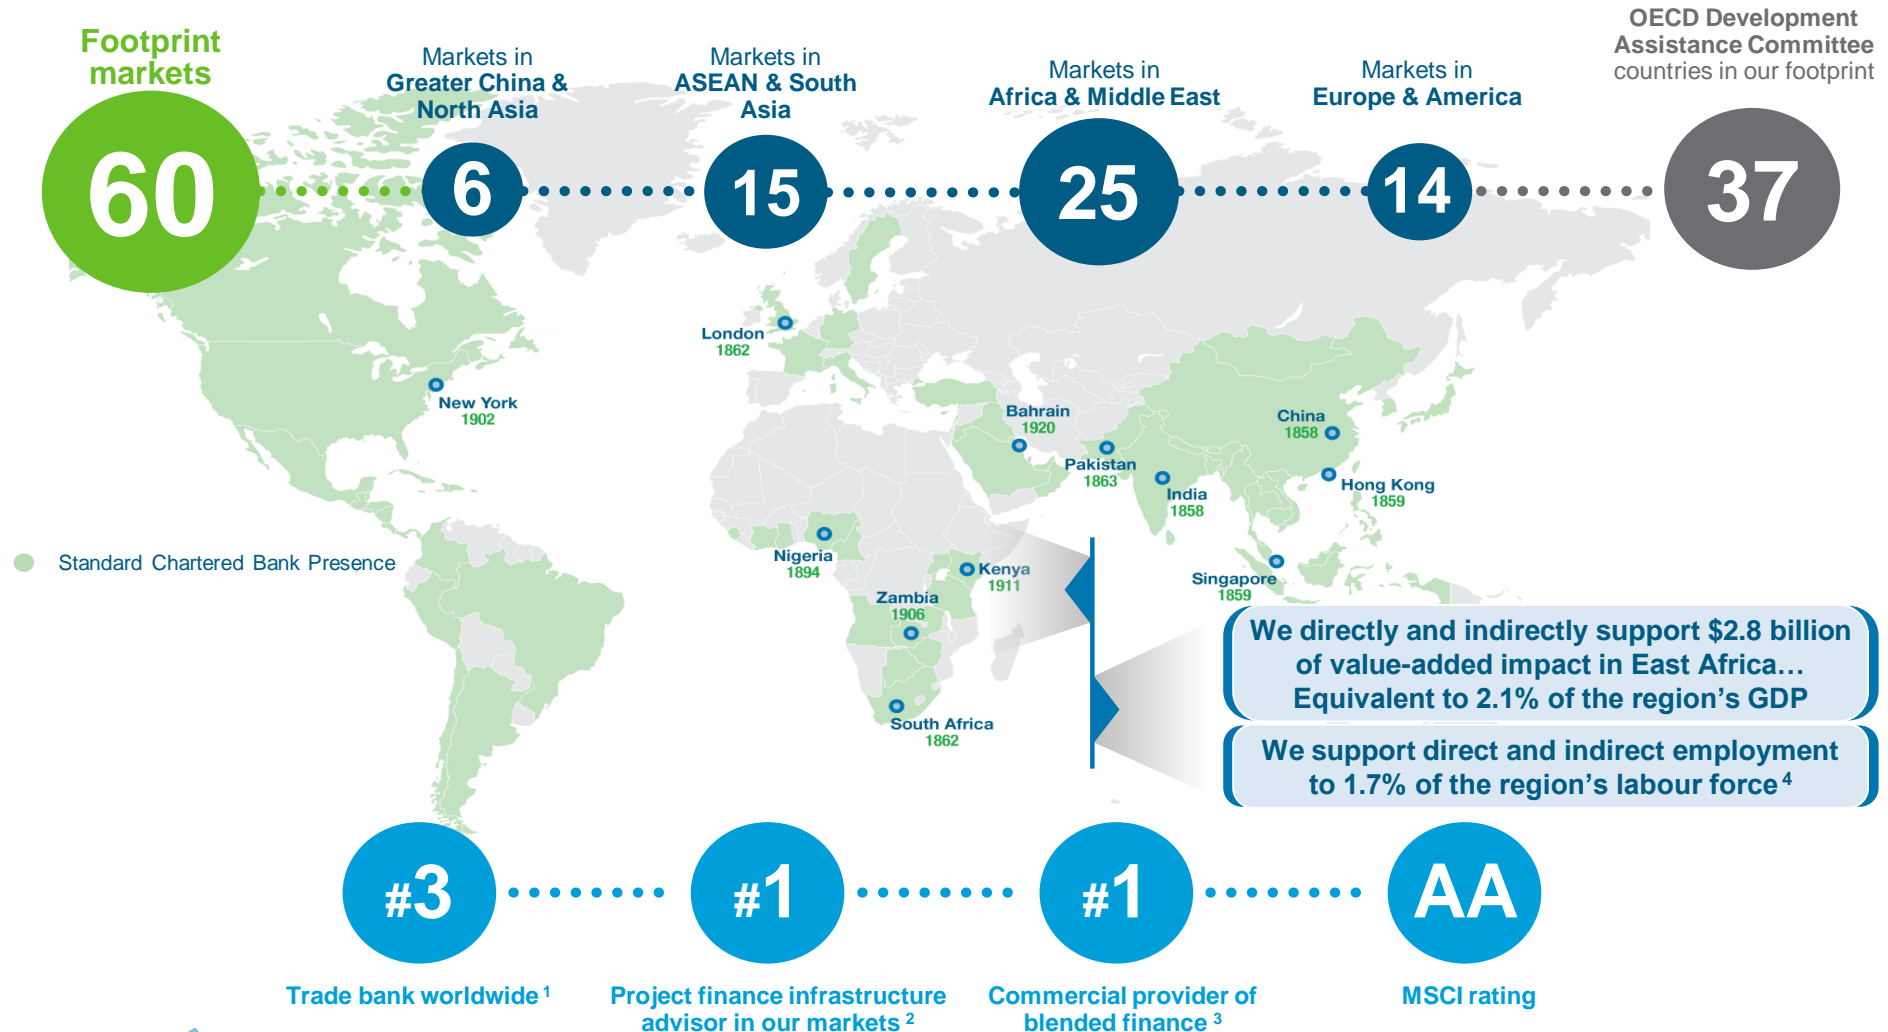 Footprint
markets
60
Markets in
Greater China &
North Asia
6
Markets in
ASEAN & South
Asia
15
Markets in
Africa & Middle East
25
Markets in
Europe & America
14
OECD Development
Assistance Committee
countries in our footprint
37
London
1862
New York
1902
Bahrain
1920
Pakistan
1863
India
1858
China
1858
Hong Kong
1859
Singapore
1859
Nigeria
1894
Kenya
1911
Zambia
1906
South Africa
1862
Standard Chartered Bank Presence
We directly and indirectly support $2.8 billion
of value-added impact in East Africa…
Equivalent to 2.1% of the region’s GDP
We support direct and indirect employment
to 1.7% of the region’s labour force 4
#3
Trade bank worldwide 1
#1
Project finance infrastructure
advisor in our markets 2
#1
Commercial provider of
blended finance 3
AA
MSCI rating